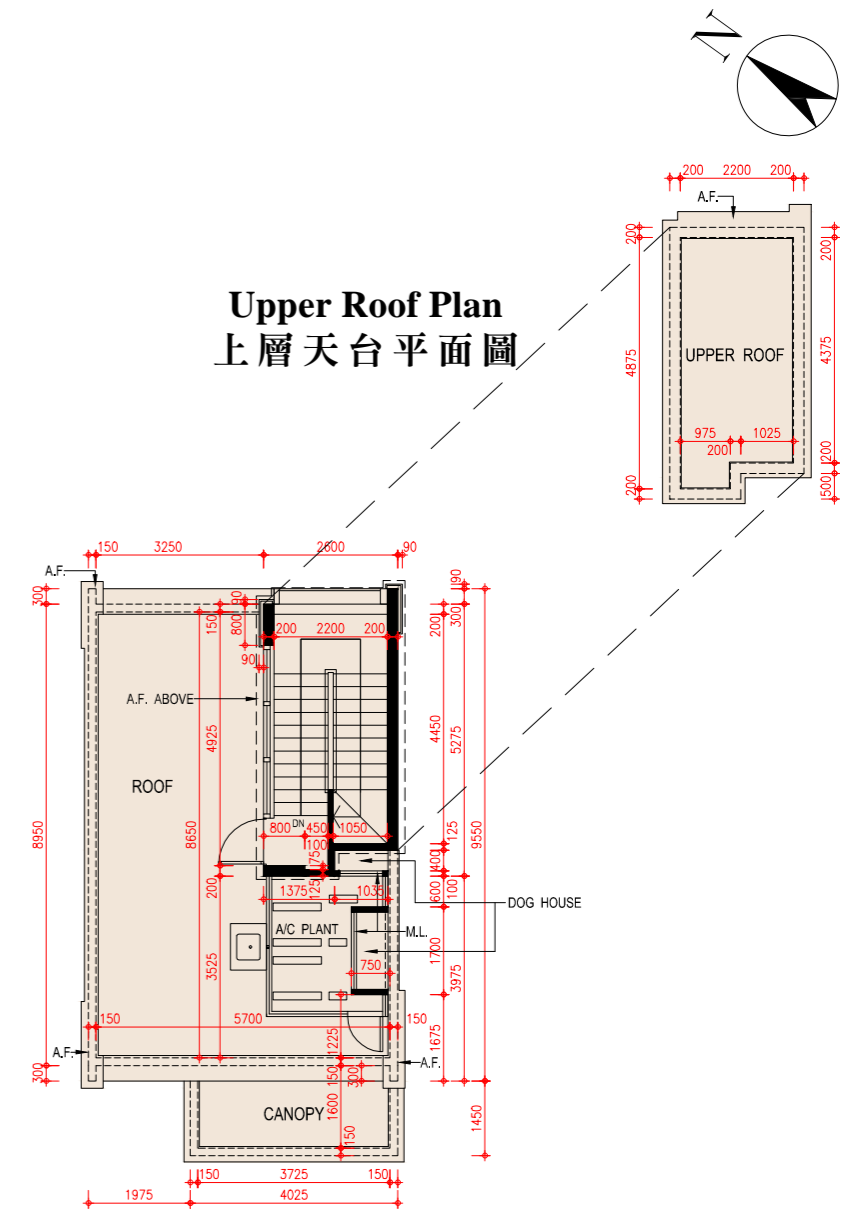 N
200 2200 200
A.F.
200
200
4875
UPPER ROOF
4375
975 1025
200
200
200
500
Upper Roof Plan
上層天台平面圖
150 3250 2600 90
A.F.
300
90
800
150
200 2200 200
90
90
300
200
A.F. ABOVE
4925
4450
5275
ROOF
8950
8650
9550
DN
800 450 1050
100
125
75
400
200
125
1375 1035
600
100
DOG HOUSE
A/C PLANT
M.L.
3525
750
1700
3975
150 5700 150
1675
1225
A.F.
A.F.
300
150
300
1600
CANOPY
150
1450
150 3725 150
1975 4025